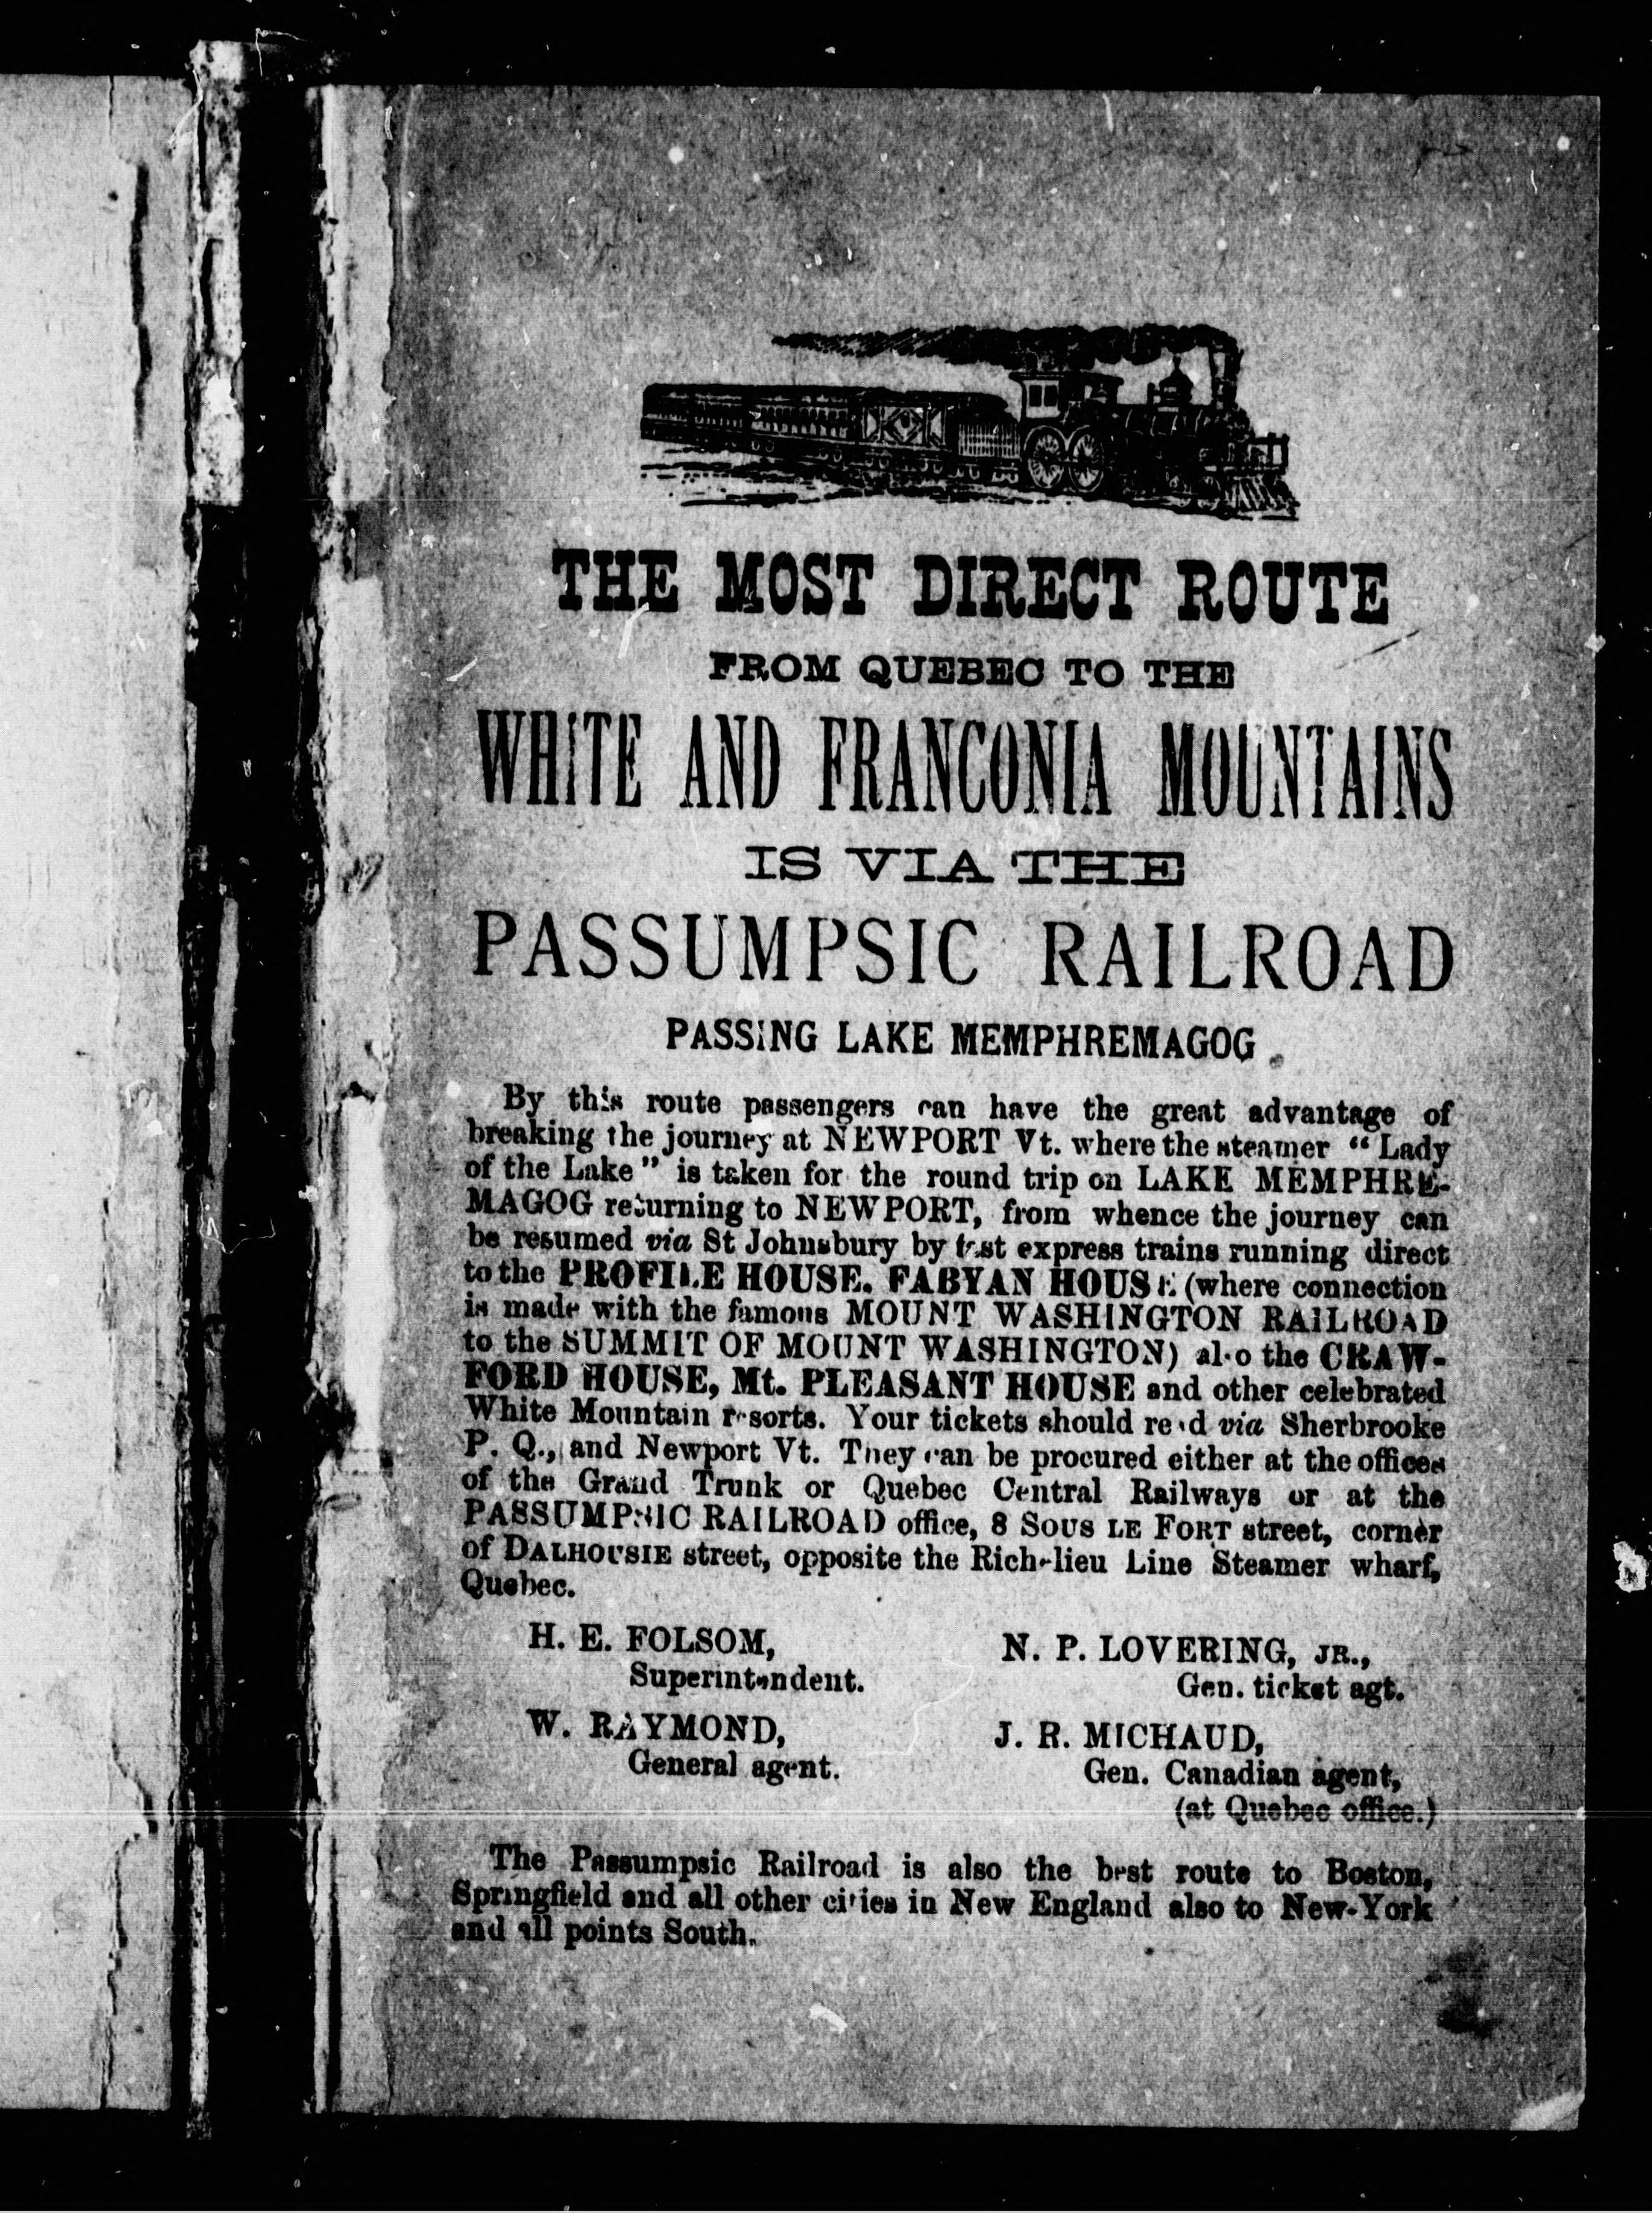 THE MOST DIRECT ROUTE
FROM QUEBEC TO THE
WHITE AND FRANCONIA MOUNTAINS
IS VIA THE
PASSUMPSIC RAILROAD
PASSING LAKE MEMPHREMAGOG
By this route passengers can have the great advantage of
breaking the journey at NEWPORT Vt. where the steamer “ Lady
of the Lake ” is taken for the round trip on LAKE MEMPHRE-
MAGOG returning to NEWPORT, from whence the journey can
be resumed via St Johnsbury by fast express trains running direct
to the PROFILE HOUSE. FABYAN HOUSE (where connection
is made with the famous MOUNT WASHINGTON RAILROAD
to the SUMMIT OF MOUNT WASHINGTON) also the CRAW-
FORD HOUSE, Mt. PLEASANT HOUSE and other celebrated
White Mountain resorts. Your tickets should read via Sherbrooke
P. Q., and Newport Vt. They can be procured either at the offices
of the Grand Trunk or Quebec Central Railways or at the
PASSUMPSIC RAILROAD office, 8 SOUS LE FORT street, corner
of DALHOUSIE street, opposite the Richelieu Line Steamer wharf,
Quebec.
H. E. FOLSOM,
Superintendent.
N. P. LOVERING, JR.,
Gen. ticket agt.
W. RAYMOND,
General agent.
J. R. MICHAUD,
Gen. Canadian agent,
(at Quebec office.)
The Passumpsic Railroad is also the best route to Boston,
Springfield and all other cities in New England also to New-York
and all points South.